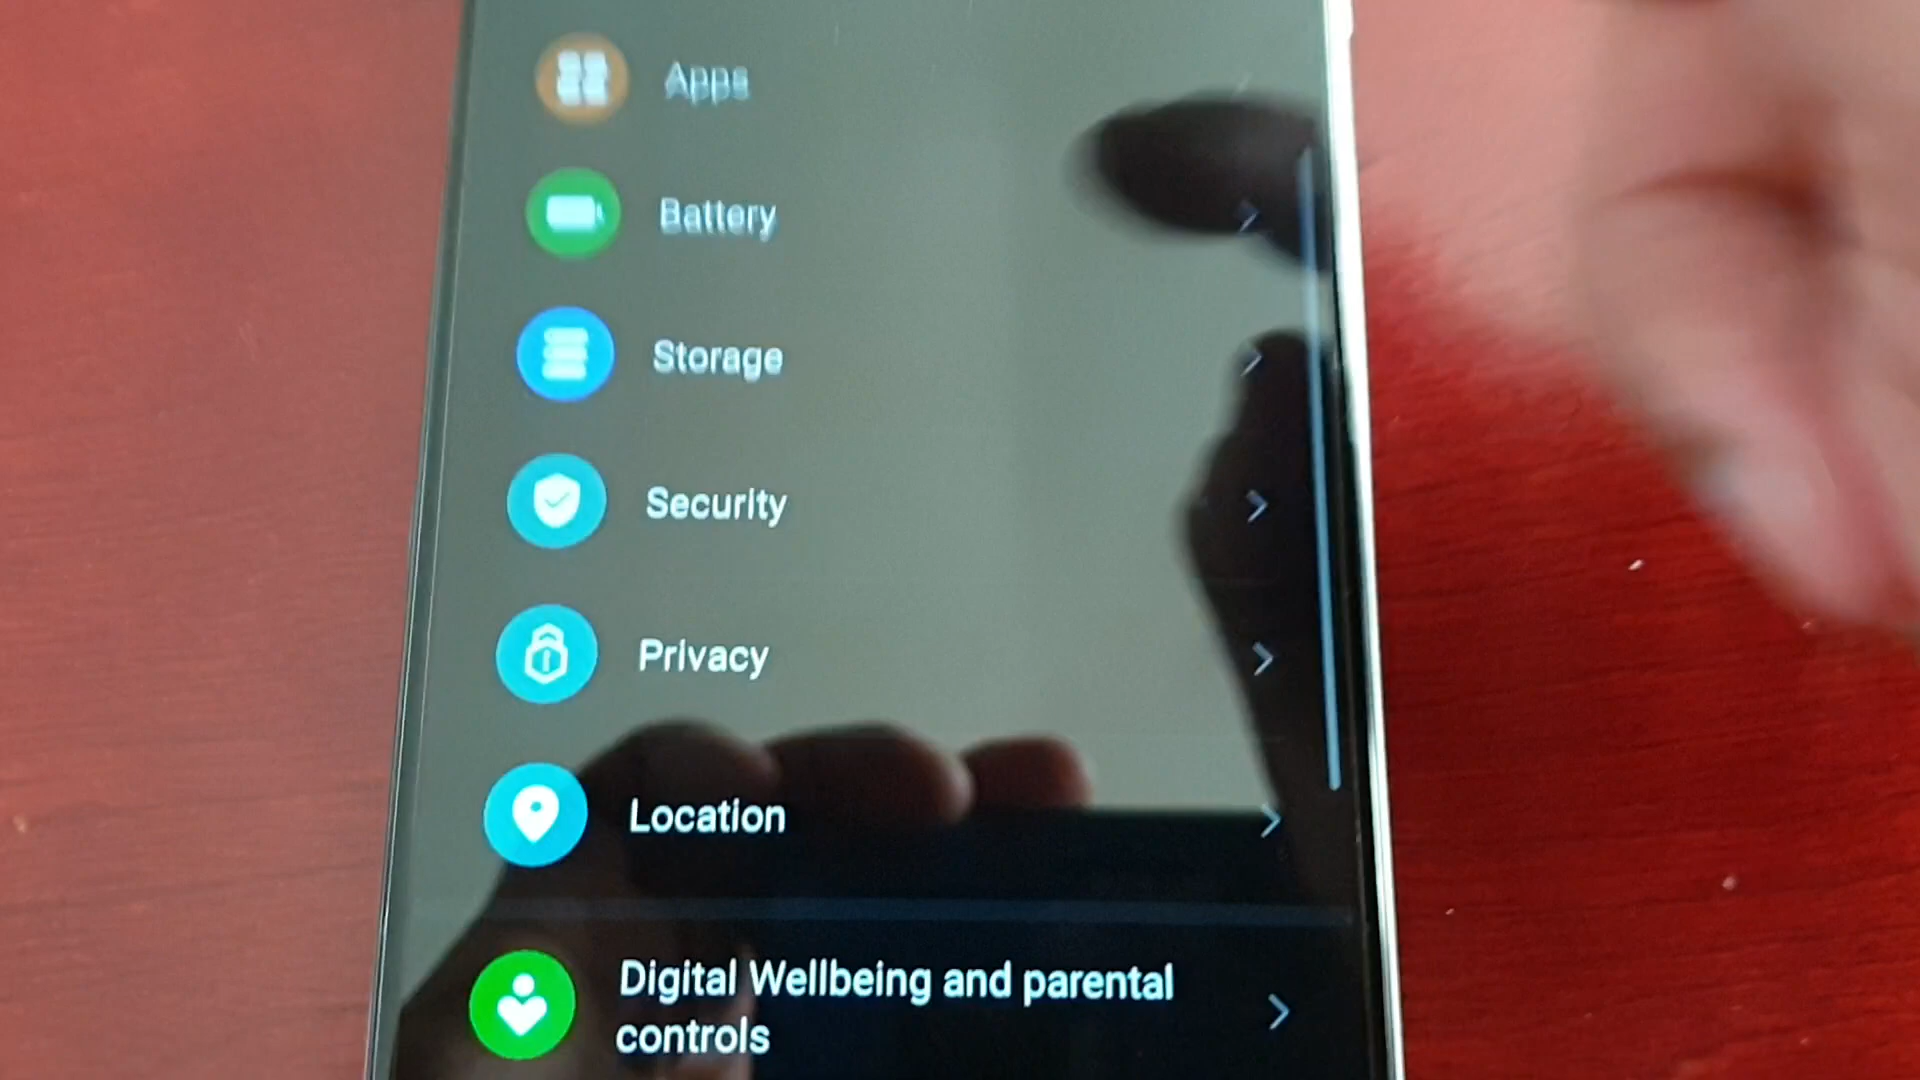 Apps
Battery
Storage
Security
Privacy
Location
Digital Wellbeing and parental
controls